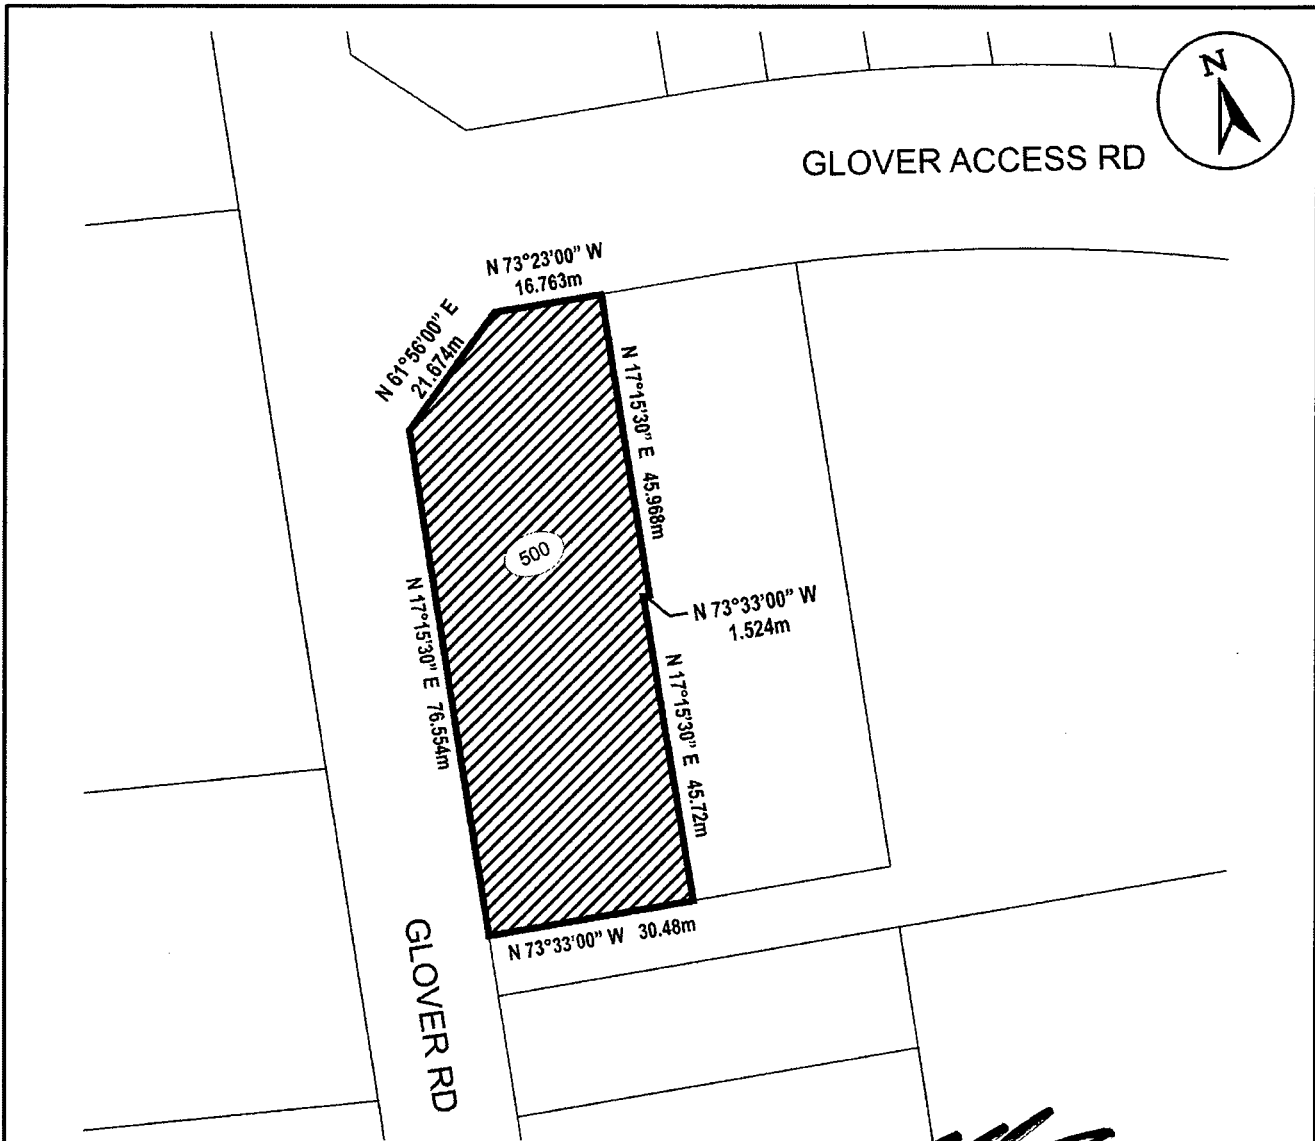 N
GLOVER ACCESS RD
N 73°23'00" W
16.763m
N 61°56'00" E
21.674m
N 17°15'30" E 45.968m
500
N 73°33'00" W
1.524m
N 17°15'30" E 76.554m
N 17°15'30" E 45.72m
N 73°33'00" W 30.48m
GLOVER RD